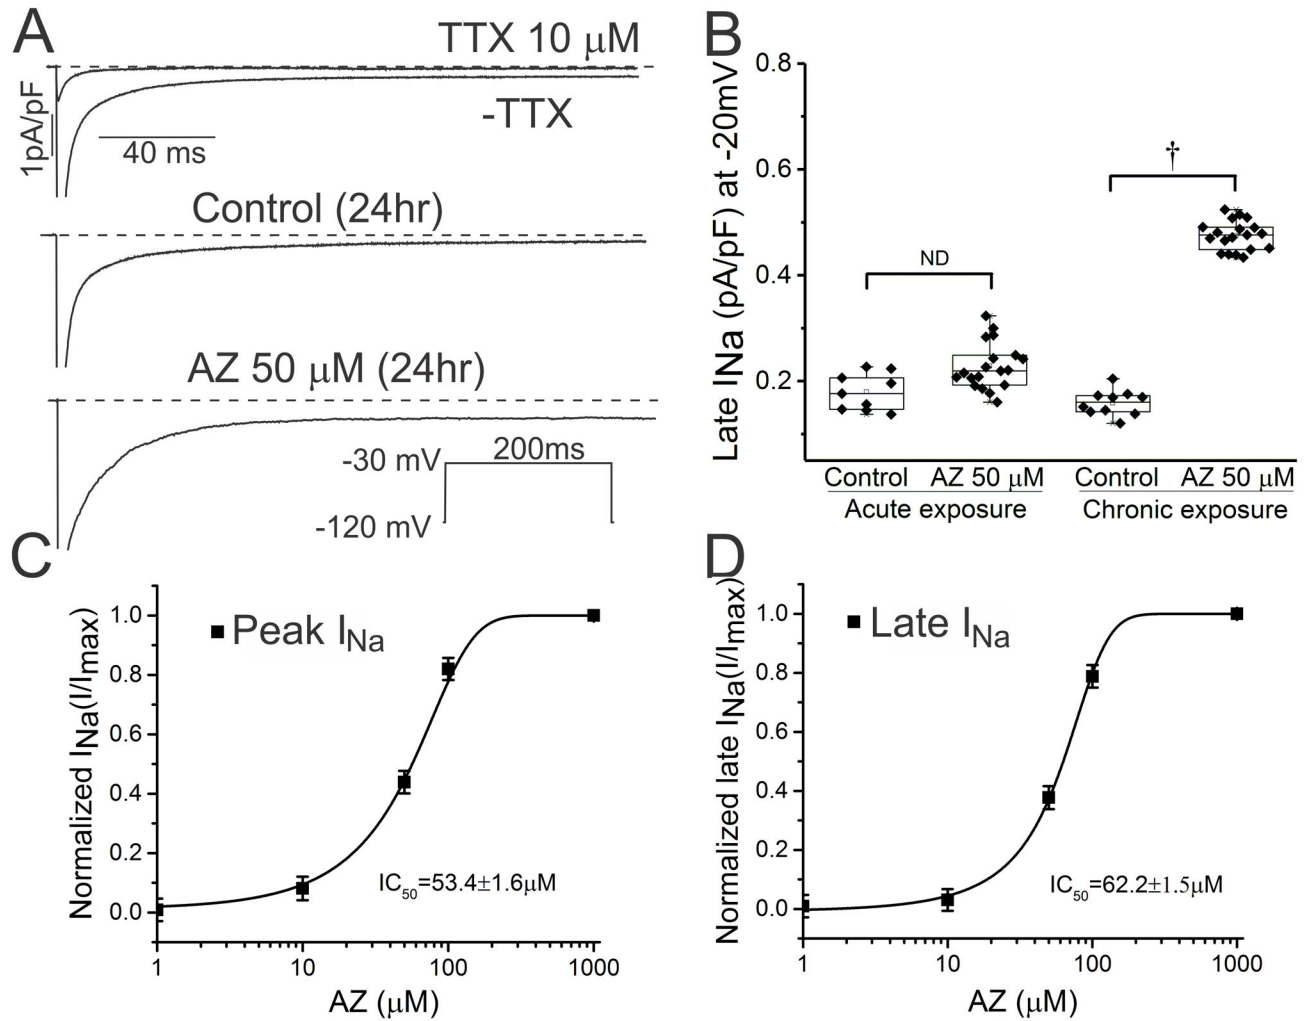 A
TTX 10 μM
-TTX
1pA/pF
40 ms
Control (24hr)
AZ 50 μM (24hr)
200ms
-30 mV
-120 mV
B
Late INa (pA/pF) at -20mV
0.8
0.6
0.4
0.2
ND
†
Control AZ 50 μM Control AZ 50 μM
Acute exposure Chronic exposure
C
Normalized INa(I/Imax)
1.0
0.8
0.6
0.4
0.2
0.0
Peak INa
IC50=53.4±1.6μM
1 10 100 1000
AZ (μM)
D
Normalized late INa(I/Imax)
1.0
0.8
0.6
0.4
0.2
0.0
Late INa
IC50=62.2±1.5μM
1 10 100 1000
AZ (μM)